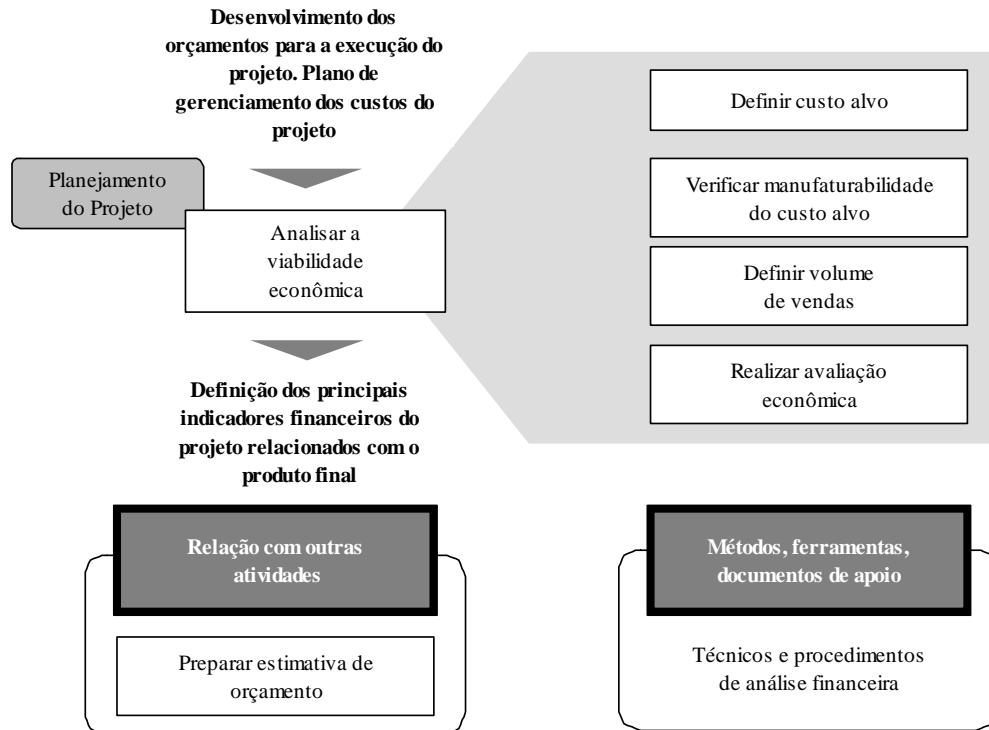 Desenvolvimento dos
orçamentos para a execução do
projeto. Plano de
gerenciamento dos custos do
projeto
Planejamento
do Projeto
Analisar a
viabilidade
econômica
Definição dos principais
indicadores financeiros do
projeto relacionados com o
produto final
Definir custo alvo
Verificar manufaturabilidade
do custo alvo
Definir volume
de vendas
Realizar avaliação
econômica
Relação com outras
atividades
Preparar estimativa de
orçamento
Métodos, ferramentas,
documentos de apoio
Técnicos e procedimentos
de análise financeira